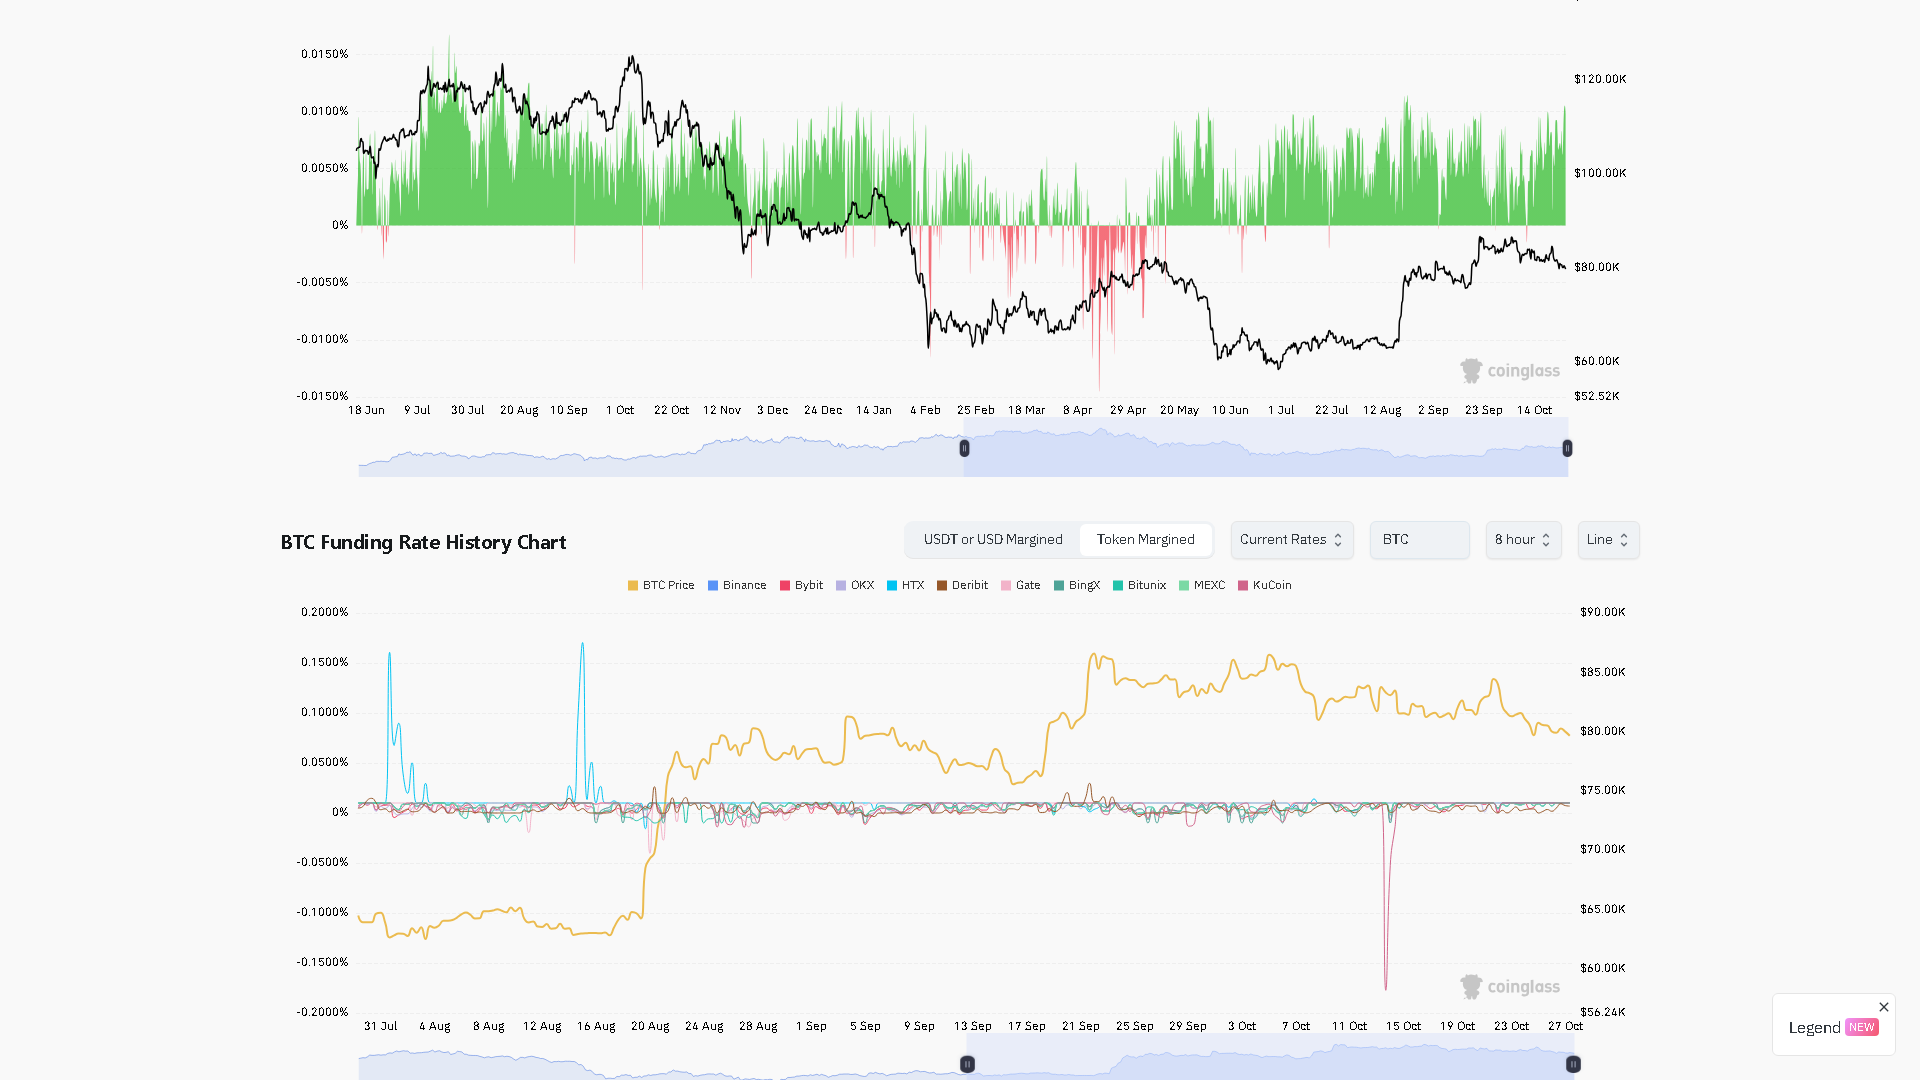 0.0150%
0.0100%
0.0050%
0%
-0.0050%
-0.0100%
-0.0150%
$120.00K
$100.00K
$80.00K
$60.00K
$52.52K
coinglass
18 Jun 9 Jul 30 Jul 20 Aug 10 Sep 1 Oct 22 Oct 12 Nov 3 Dec 24 Dec 14 Jan 4 Feb 25 Feb 18 Mar 8 Apr 29 Apr 20 May 10 Jun 1 Jul 22 Jul 12 Aug 2 Sep 23 Sep 14 Oct
BTC Funding Rate History Chart
USDT or USD Margined Token Margined Current Rates BTC 8 hour Line
BTC Price Binance Bybit OKX HTX Deribit Gate BingX Bitunix MEXC KuCoin
0.2000%
0.1500%
0.1000%
0.0500%
0%
-0.0500%
-0.1000%
-0.1500%
-0.2000%
$90.00K
$85.00K
$80.00K
$75.00K
$70.00K
$65.00K
$60.00K
$56.24K
coinglass
31 Jul 4 Aug 8 Aug 12 Aug 16 Aug 20 Aug 24 Aug 28 Aug 1 Sep 5 Sep 9 Sep 13 Sep 17 Sep 21 Sep 25 Sep 29 Sep 3 Oct 7 Oct 11 Oct 15 Oct 19 Oct 23 Oct 27 Oct
Legend NEW